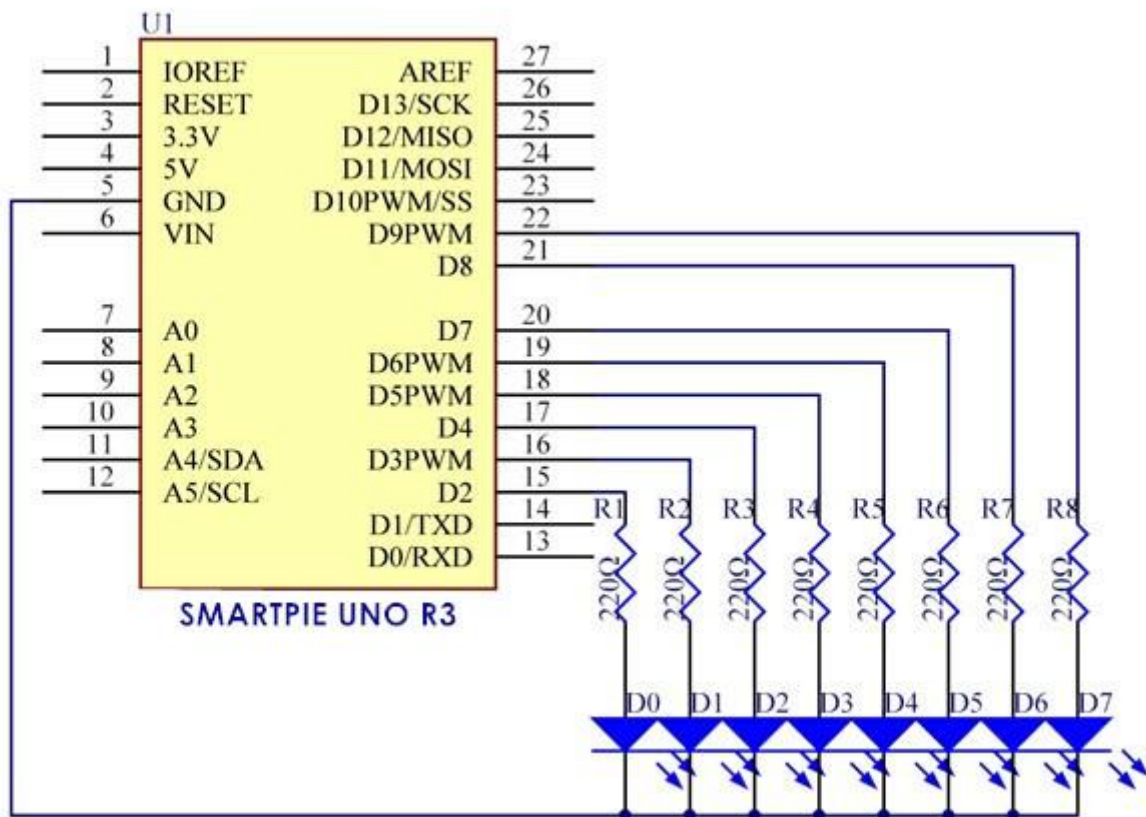 U1
1 IOREF AREF 27
2 RESET D13/SCK 26
3 3.3V D12/MISO 25
4 5V D11/MOSI 24
5 GND D10PWM/SS 23
6 VIN D9PWM 22
D8 21
7 A0 D7 20
8 A1 D6PWM 19
9 A2 D5PWM 18
10 A3 D4 17
11 A4/SDA D3PWM 16
12 A5/SCL D2 15
D1/TXD 14
D0/RXD 13
SMARTPIE UNO R3
R1 R2 R3 R4 R5 R6 R7 R8
220Ω 220Ω 220Ω 220Ω 220Ω 220Ω 220Ω 220Ω
D0 D1 D2 D3 D4 D5 D6 D7